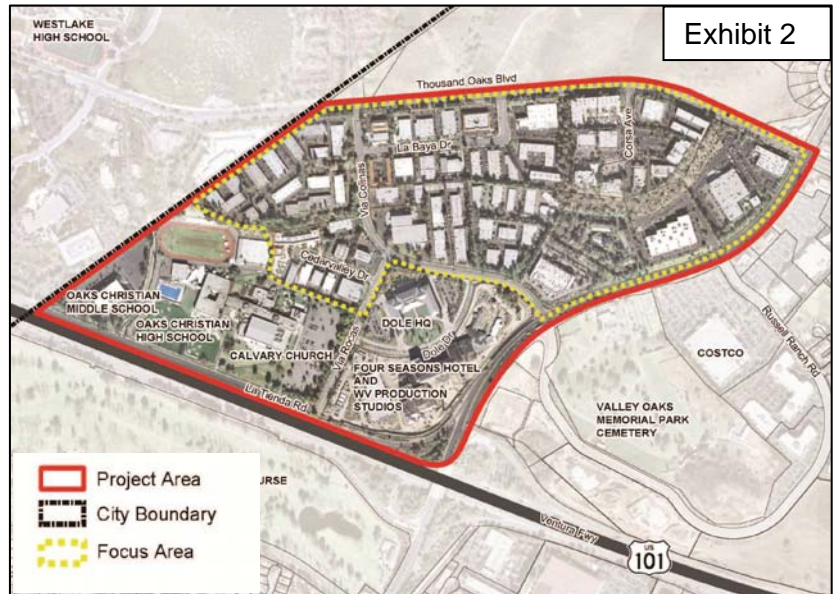 WESTLAKE
HIGH SCHOOL
Exhibit 2
Thousand Oaks Blvd
La Baya Dr
Corsa Ave
Via Colinas
Cedarvalley Dr
OAKS CHRISTIAN
MIDDLE SCHOOL
OAKS CHRISTIAN
HIGH SCHOOL
CALVARY CHURCH
Via Rocas
DOLE HQ
Dole Dr
FOUR SEASONS HOTEL
AND
WV PRODUCTION
STUDIOS
La Tienda Rd
COSTCO
Russell Ranch Rd
VALLEY OAKS
MEMORIAL PARK
CEMETERY
Project Area
City Boundary
Focus Area
URSE
Ventura Fwy
US
101